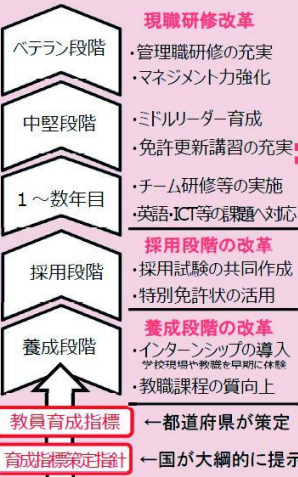 現職研修改革
ベテラン段階
・管理職研修の充実
・マネジメント力強化
中堅段階
・ミドルリーダー育成
・免許更新講習の充実
1～数年目
・チーム研修等の実施
・英語・ICT等の課題へ対応
採用段階の改革
採用段階
・採用試験の共同作成
・特別免許状の活用
養成段階の改革
養成段階
・インターンシップの導入
学校現場や教職を早期に体験
・教職課程の質向上
教員育成指標 ←都道府県が策定
育成指標策定指針 ←国が大綱的に提示